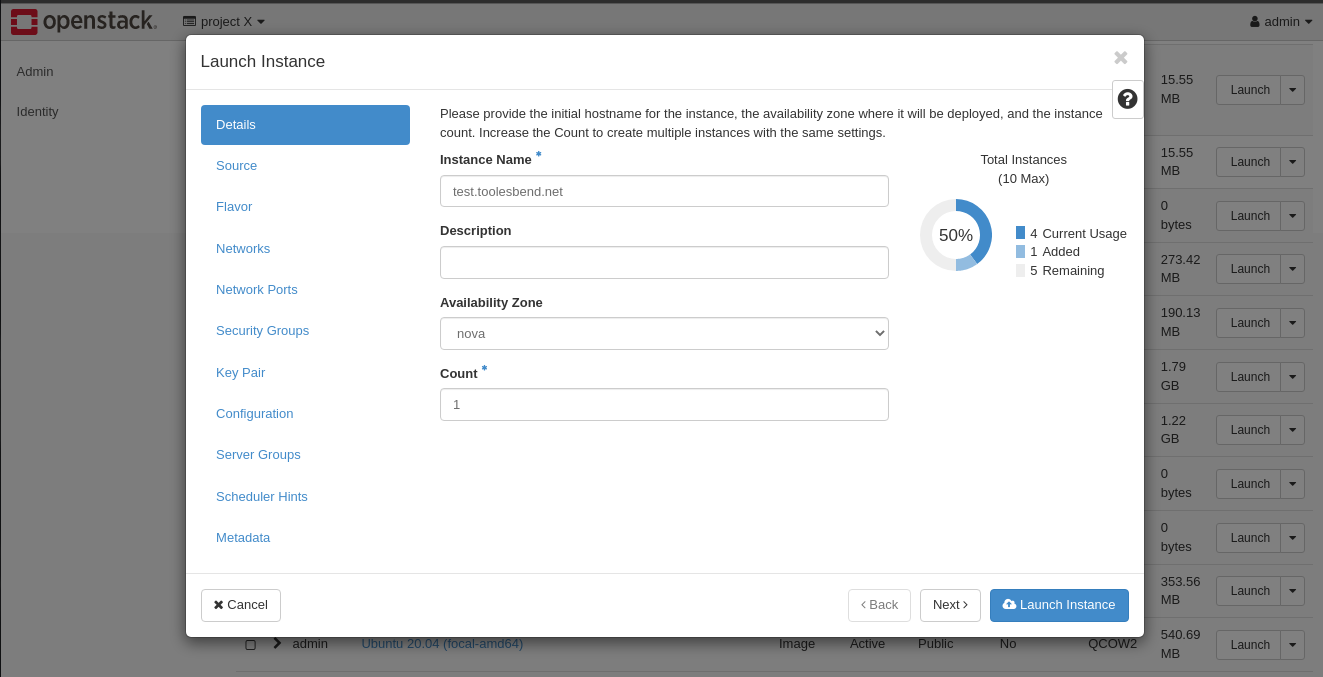 openstack.
project X
admin
Admin
Identity
Launch Instance
Details
Source
Flavor
Networks
Network Ports
Security Groups
Key Pair
Configuration
Server Groups
Scheduler Hints
Metadata
Please provide the initial hostname for the instance, the availability zone where it will be deployed, and the instance
count. Increase the Count to create multiple instances with the same settings.
Instance Name *
test.toolesbend.net
Description
Availability Zone
nova
Count *
1
Total Instances
(10 Max)
50%
4 Current Usage
1 Added
5 Remaining
Cancel
Back
Next
Launch Instance
15.55
MB
Launch
15.55
MB
Launch
0
bytes
Launch
273.42
MB
Launch
190.13
MB
Launch
1.79
GB
Launch
1.22
GB
Launch
0
bytes
Launch
0
bytes
Launch
353.56
MB
Launch
admin Ubuntu 20.04 (focal-amd64) Image Active Public No QCOW2
540.69
MB
Launch